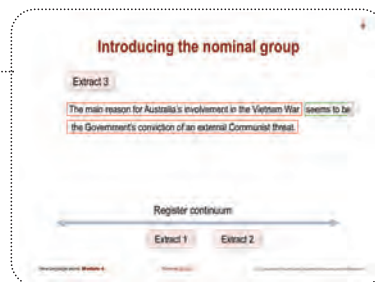 Introducing the nominal group
Extract 3
The main reason for Australia's involvement in the Vietnam War seems to be
the Government's conviction of an external Communist threat.
Register continuum
Extract 1 Extract 2